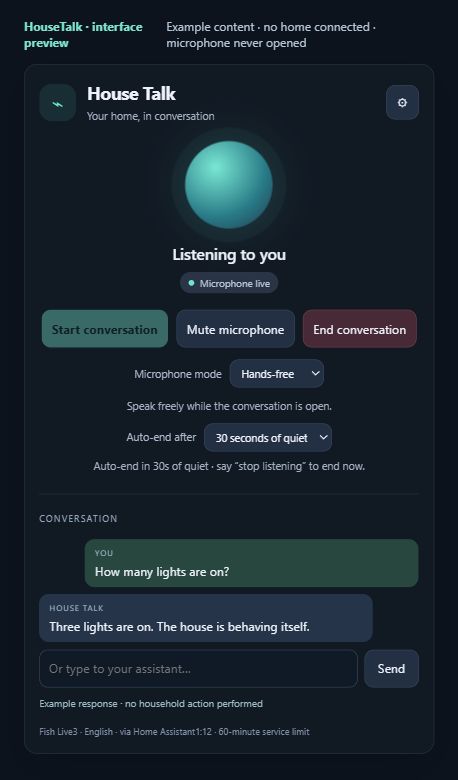 HouseTalk · interface preview
Example content · no home connected · microphone never opened
House Talk
Your home, in conversation
Listening to you
Microphone live
Start conversation
Mute microphone
End conversation
Microphone mode
Hands-free
Speak freely while the conversation is open.
Auto-end after
30 seconds of quiet
Auto-end in 30s of quiet · say “stop listening” to end now.
CONVERSATION
YOU
How many lights are on?
HOUSE TALK
Three lights are on. The house is behaving itself.
Or type to your assistant...
Send
Example response · no household action performed
Fish Live3 · English · via Home Assistant1:12 · 60-minute service limit